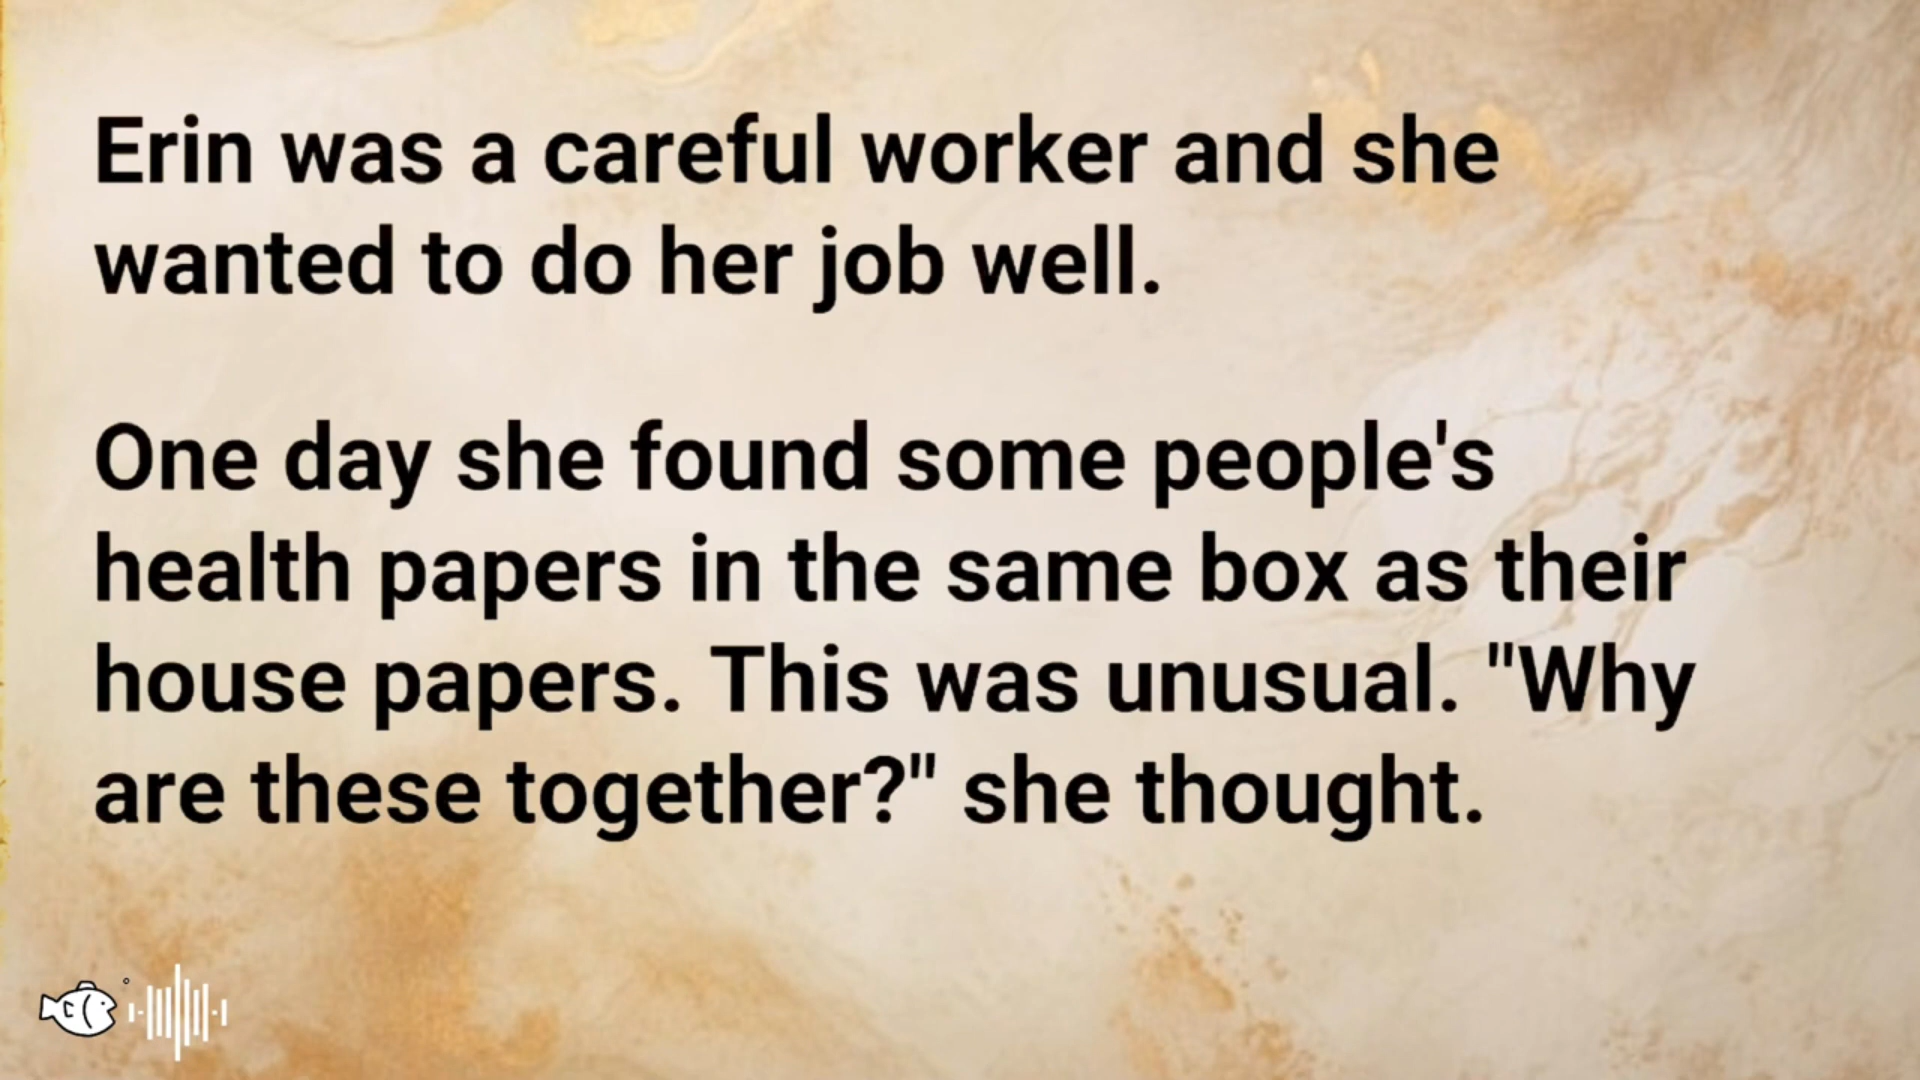 Erin was a careful worker and she
wanted to do her job well.
One day she found some people's
health papers in the same box as their
house papers. This was unusual. "Why
are these together?" she thought.